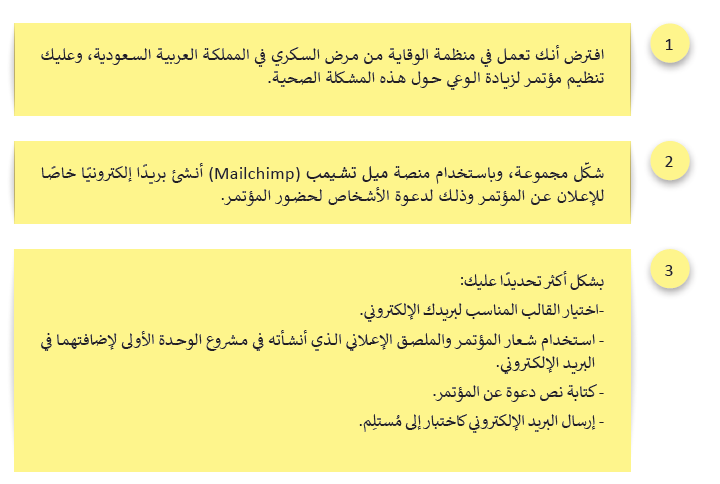 1
افترض أنك تعمل في منظمة الوقاية من مرض السكري في المملكة العربية السعودية، وعليك
تنظيم مؤتمر لزيادة الوعي حول هذه المشكلة الصحية.
2
شكّل مجموعة، وباستخدام منصة ميل تشيمب (Mailchimp) أنشئ بريدًا إلكترونيًا خاصًا
للإعلان عن المؤتمر وذلك لدعوة الأشخاص لحضور المؤتمر.
3
بشكل أكثر تحديدًا عليك:
-اختيار القالب المناسب لبريدك الإلكتروني.
- استخدام شعار المؤتمر والملصق الإعلاني الذي أنشأته في مشروع الوحدة الأولى لإضافتهما في
البريد الإلكتروني.
- كتابة نص دعوة عن المؤتمر.
- إرسال البريد الإلكتروني كاختبار إلى مُستلِم.